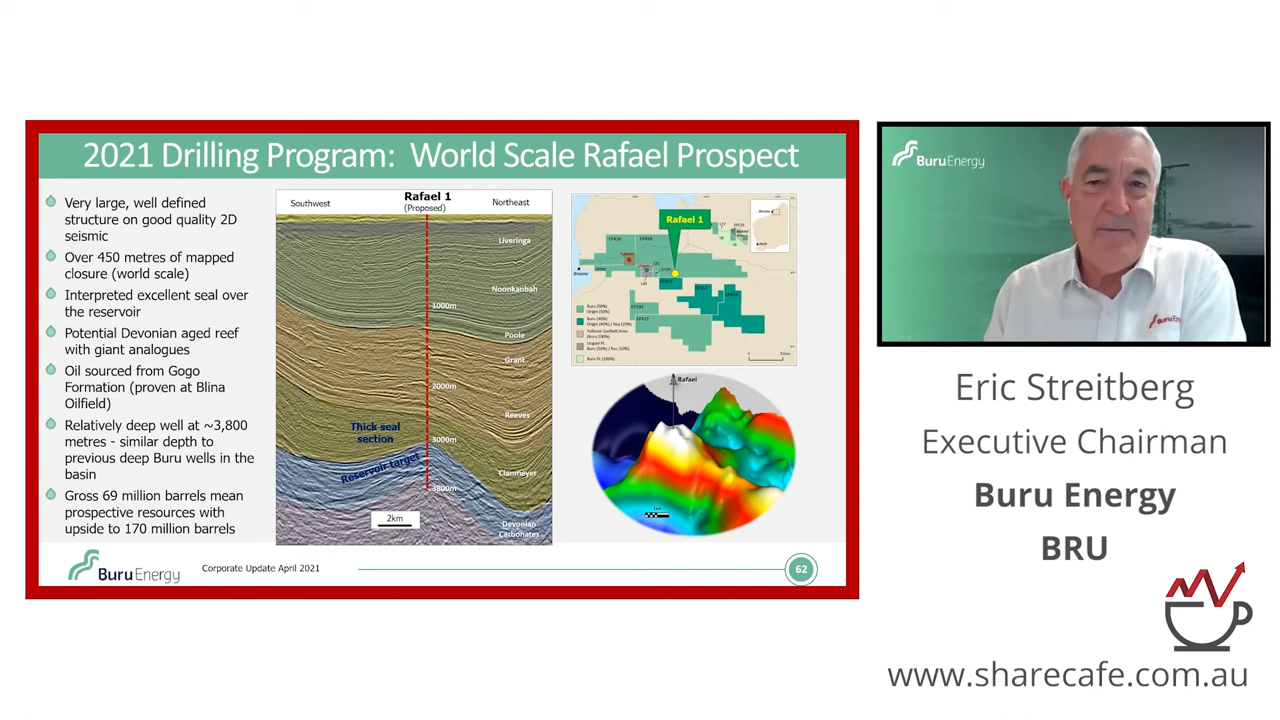 2021 Drilling Program: World Scale Rafael Prospect
Very large, well defined
structure on good quality 2D
seismic
Over 450 metres of mapped
closure (world scale)
Interpreted excellent seal over
the reservoir
Potential Devonian aged reef
with giant analogues
Oil sourced from Gogo
Formation (proven at Blina
Oilfield)
Relatively deep well at ~3,800
metres - similar depth to
previous deep Buru wells in the
basin
Gross 69 million barrels mean
prospective resources with
upside to 170 million barrels
Southwest
Rafael 1
(Proposed)
Northeast
Liveringa
Noonkanbah
1000m
Poole
Grant
2000m
Reeves
Thick seal
section
3000m
Reservoir target
Clanmeyer
3800m
2km
Devonian
Carbonates
Rafael 1
Broome
Rafael
Buru Energy
Corporate Update April 2021
62
Buru Energy
Buru Energy
Eric Streitberg
Executive Chairman
Buru Energy
BRU
www.sharecafe.com.au